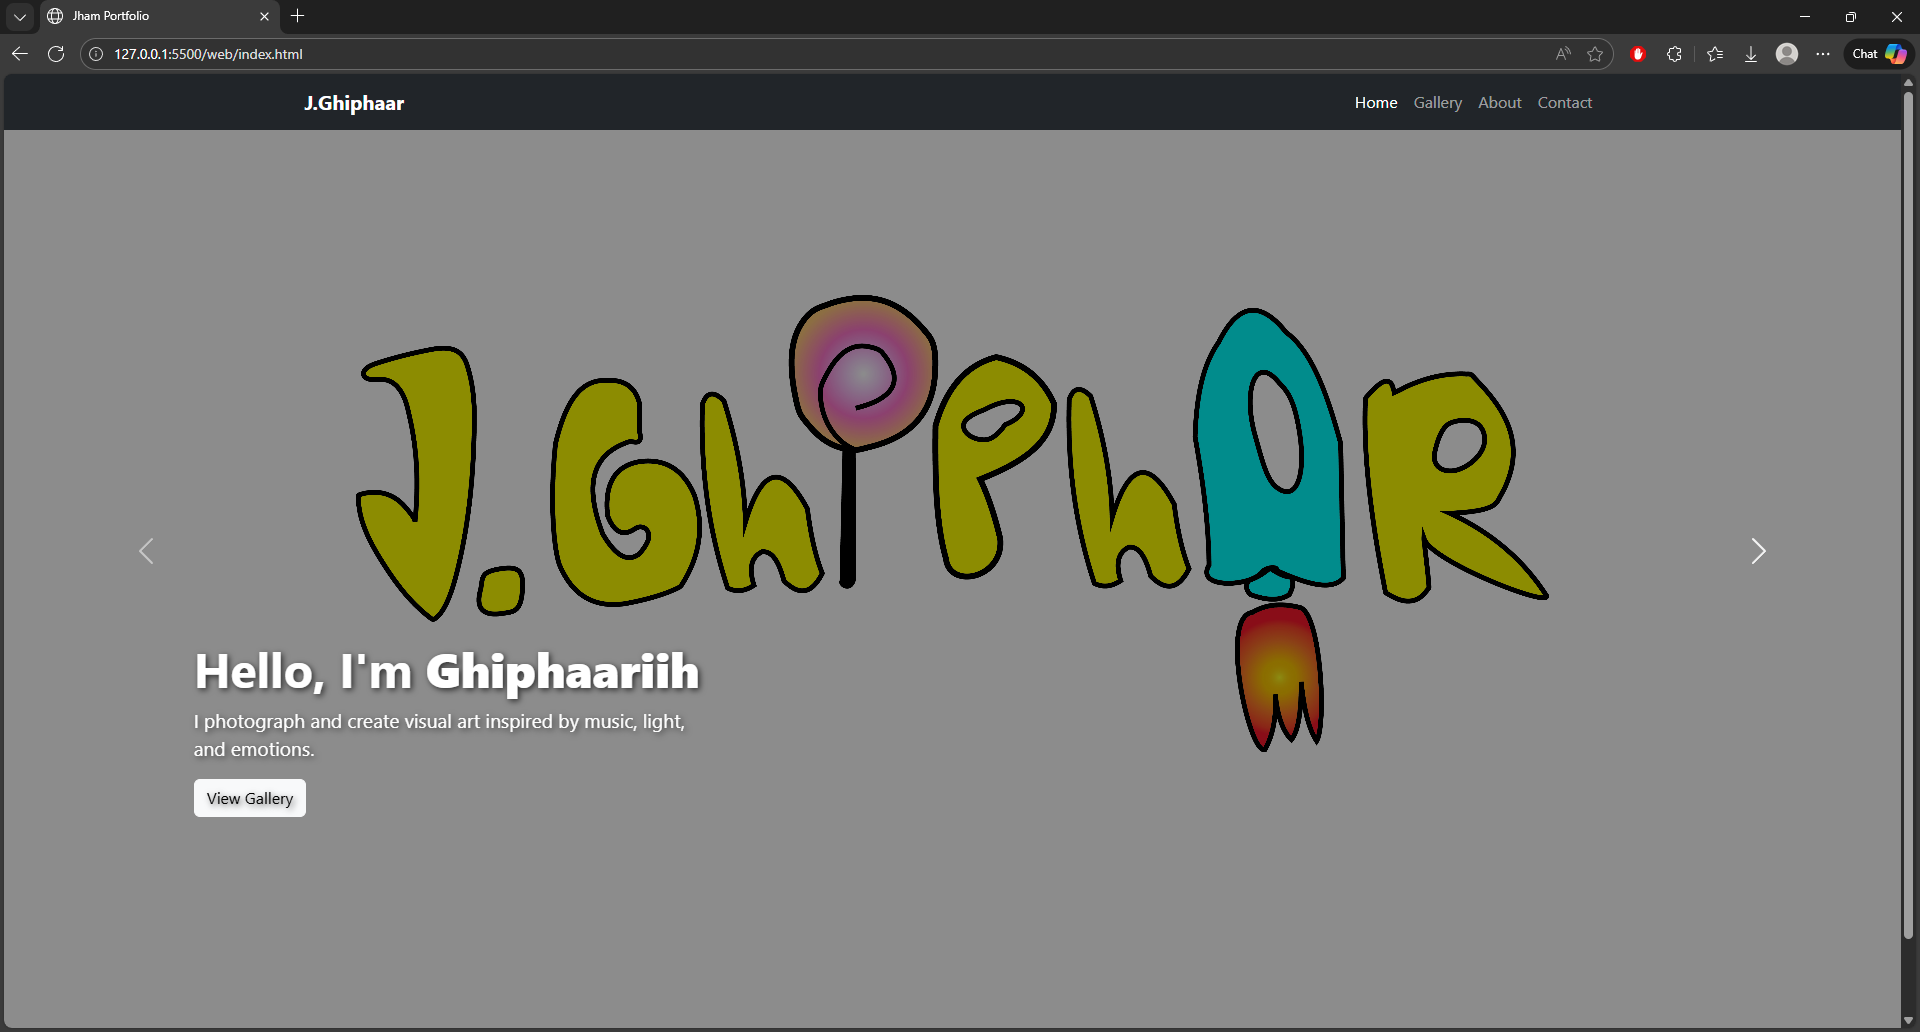 Jham Portfolio
127.0.0.1:5500/web/index.html
Chat
J.Ghiphaar
Home Gallery About Contact
J.GhiPhAR
Hello, I'm Ghiphaariih
I photograph and create visual art inspired by music, light,
and emotions.
View Gallery